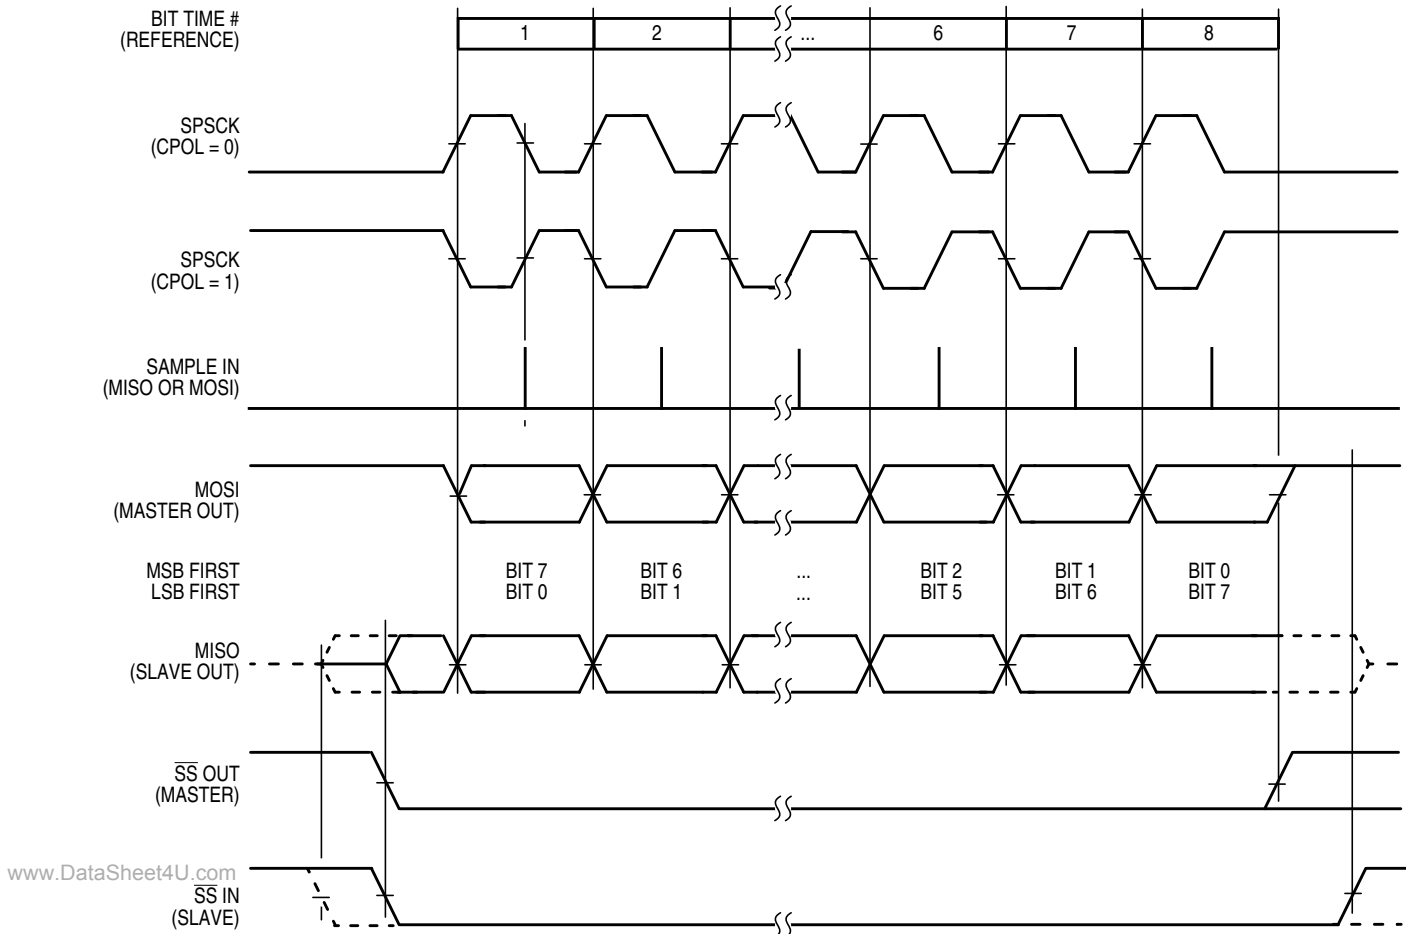 BIT TIME #
(REFERENCE)
1 2 ... 6 7 8
SPSCK
(CPOL = 0)
SPSCK
(CPOL = 1)
SAMPLE IN
(MISO OR MOSI)
MOSI
(MASTER OUT)
MSB FIRST BIT 7 BIT 6 ... BIT 2 BIT 1 BIT 0
LSB FIRST BIT 0 BIT 1 ... BIT 5 BIT 6 BIT 7
MISO
(SLAVE OUT)
SS OUT
(MASTER)
www.DataSheet4U.com
SS IN
(SLAVE)